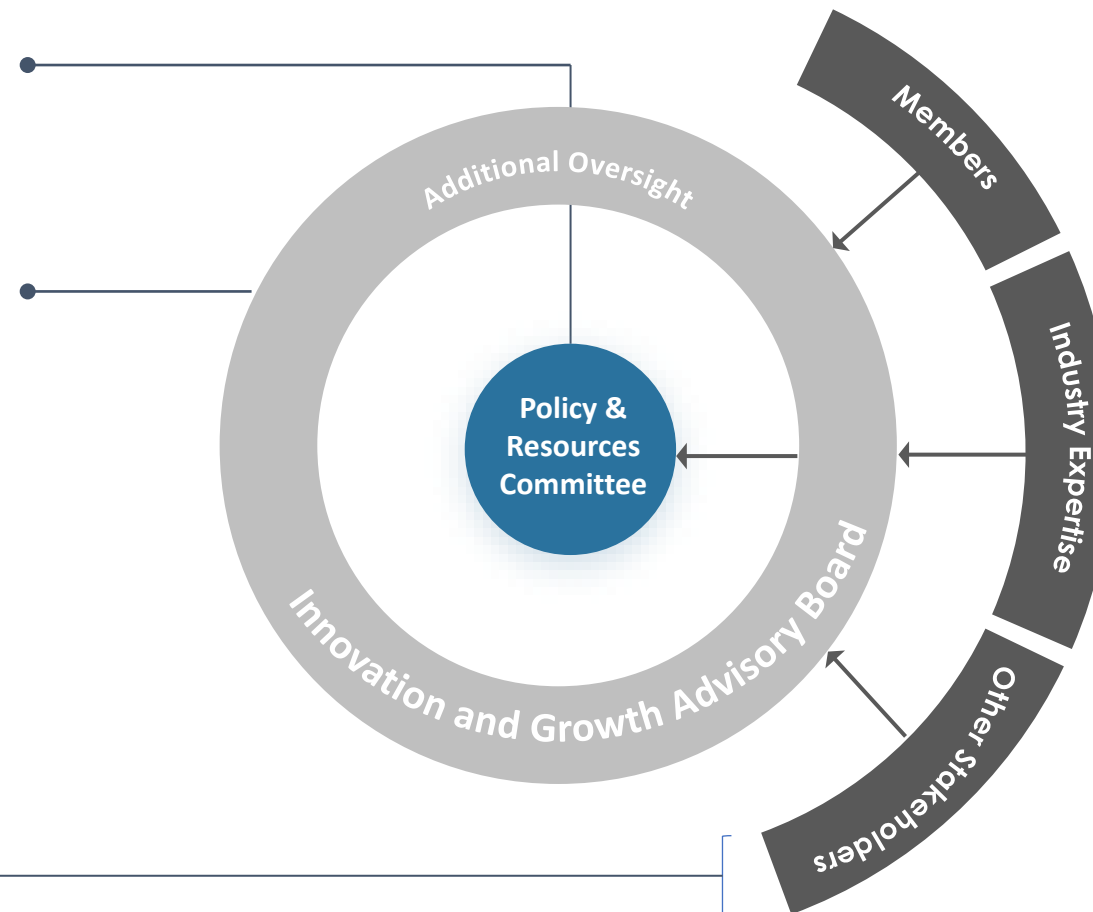 Members
Additional Oversight
Industry Expertise
Policy &
Resources
Committee
Innovation and Growth Advisory Board
Other Stakeholders